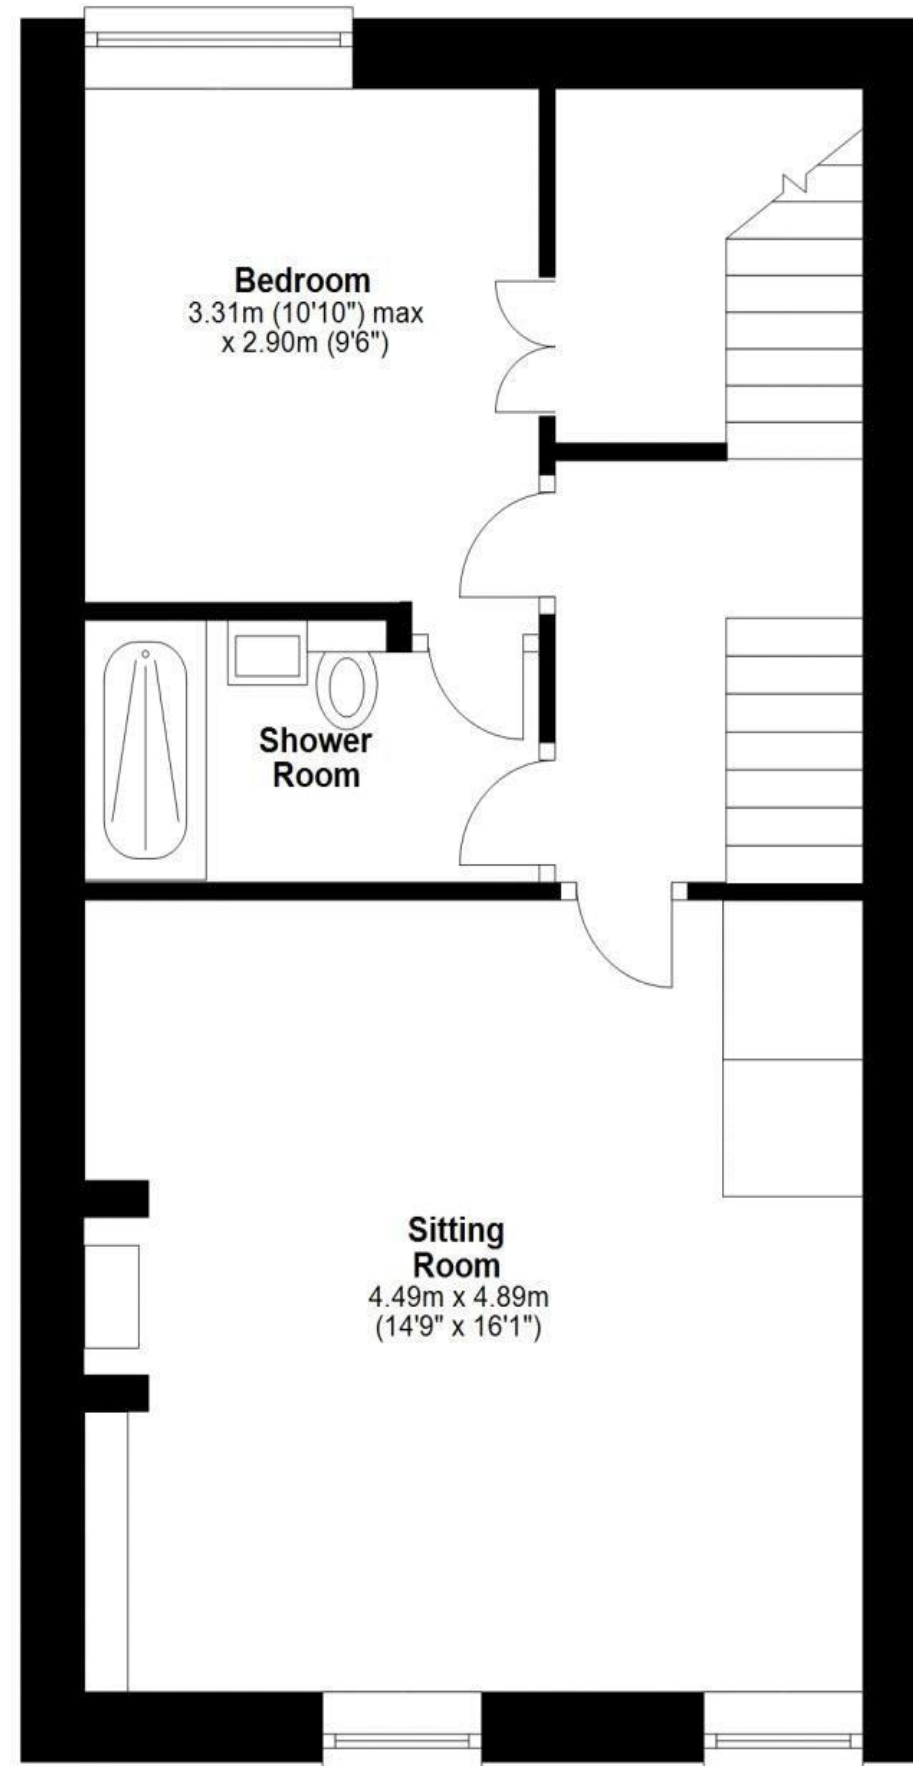 Bedroom
3.31m (10'10") max
x 2.90m (9'6")
Shower
Room
Sitting
Room
4.49m x 4.89m
(14'9" x 16'1")